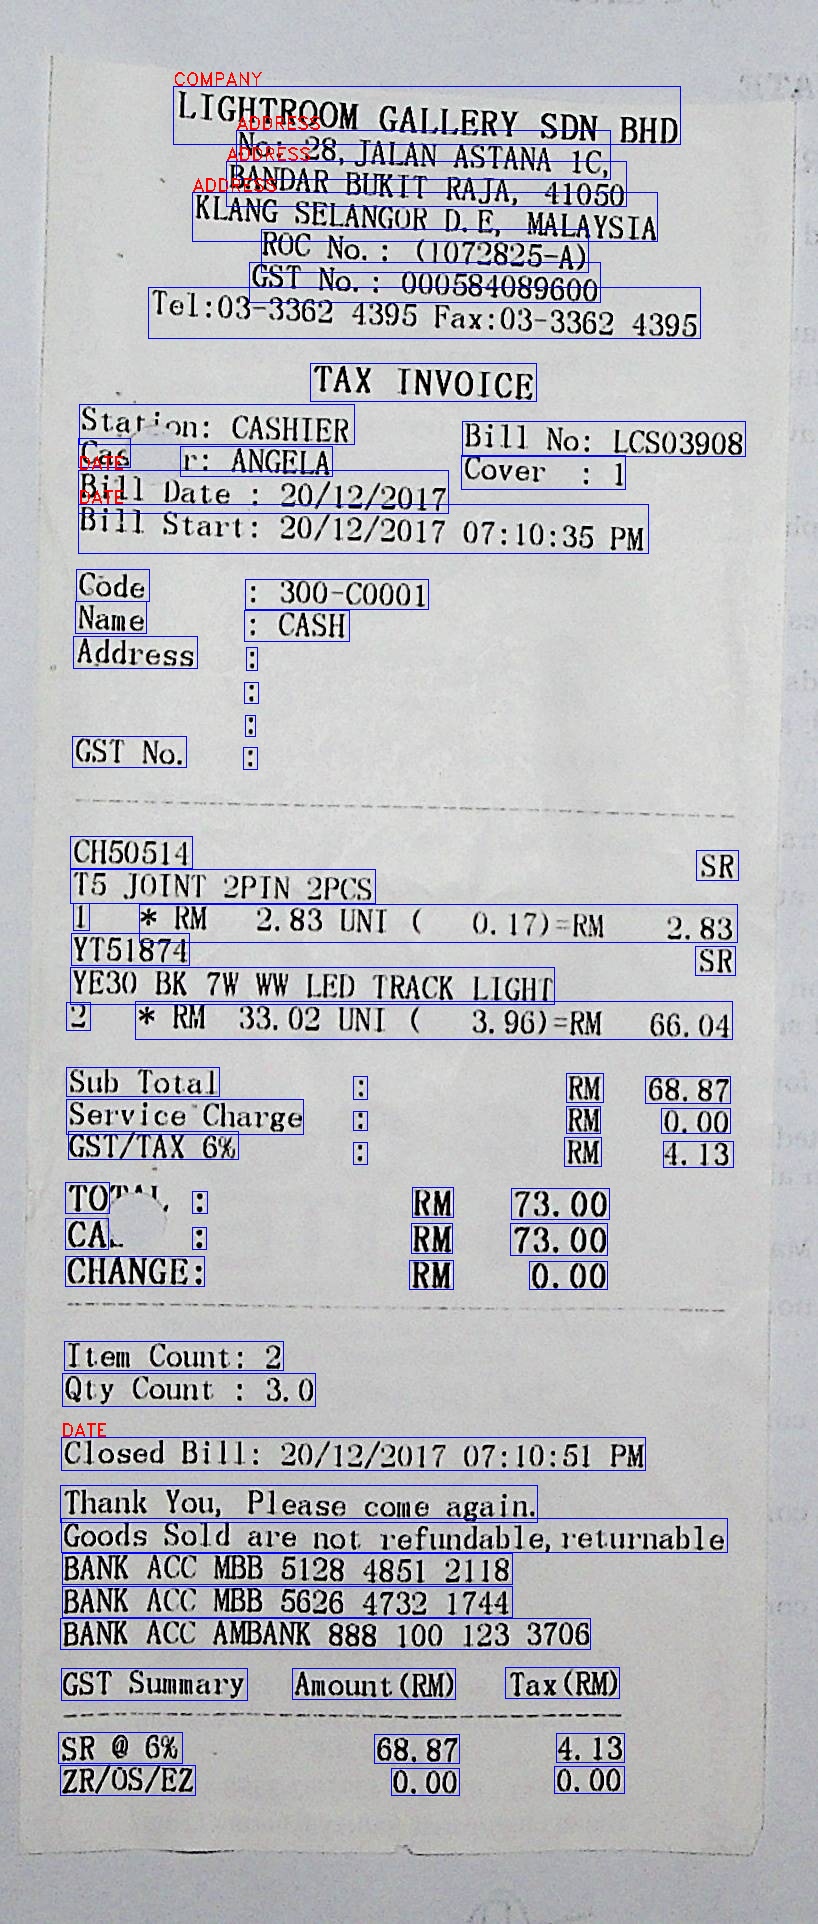 LIGHTROOM GALLERY SDN BHD
No: 28, JALAN ASTANA 1C,
BANDAR BUKIT RAJA, 41050
KLANG SELANGOR D.E, MALAYSIA
ROC No.: (1072825-A)
GST No.: 000584089600
Tel:03-3362 4395 Fax:03-3362 4395
TAX INVOICE
Station: CASHIER Bill No: LCS03908
ANGELA Cover : 1
Bill Date : 20/12/2017
Bill Start: 20/12/2017 07:10:35 PM
Code : 300-C0001
Name : CASH
Address :
:
:
GST No. :
CH50514 SR
T5 JOINT 2PIN 2PCS
1 * RM 2.83 UNI ( 0.17)=RM 2.83
YT51874 SR
YE30 BK 7W WW LED TRACK LIGHT
2 * RM 33.02 UNI ( 3.96)=RM 66.04
Sub Total : RM 68.87
Service Charge : RM 0.00
GST/TAX 6% : RM 4.13
TOTAL : RM 73.00
: RM 73.00
CHANGE: RM 0.00
Item Count: 2
Qty Count : 3.0
Closed Bill: 20/12/2017 07:10:51 PM
Thank You, Please come again.
Goods Sold are not refundable, returnable
BANK ACC MBB 5128 4851 2118
BANK ACC MBB 5626 4732 1744
BANK ACC AMBANK 888 100 123 3706
GST Summary Amount(RM) Tax(RM)
SR @ 6% 68.87 4.13
ZR/OS/EZ 0.00 0.00
COMPANY
ADDRESS
ADDRESS
ADDRESS
DATE
DATE
DATE